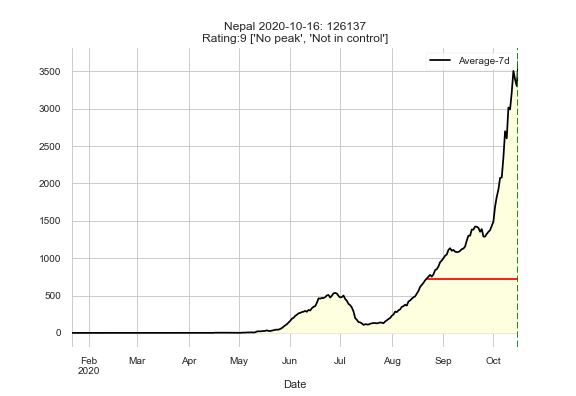 Nepal 2020-10-16: 126137
Rating:9 ['No peak', 'Not in control']
Average-7d
3500
3000
2500
2000
1500
1000
500
0
Feb Mar Apr May Jun Jul Aug Sep Oct
2020
Date